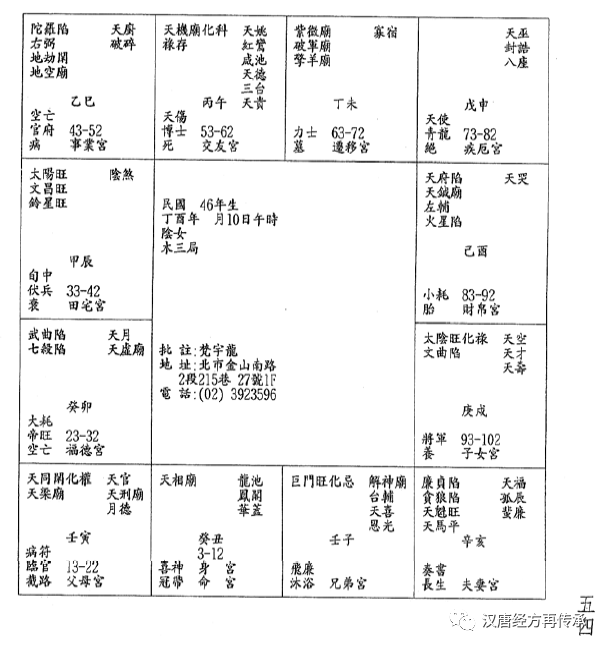 陀羅陷 天廚
右弼 破碎
地劫閑
地空廟
乙巳
空亡
官府 43-52
病 事業宮
天機廟化科 天姚
祿存 紅鸞
咸池
天德
三台
丙午 天貴
天傷
博士 53-62
死 交友宮
紫微廟 寡宿
破軍廟
擎羊廟
丁未
力士 63-72
墓 遷移宮
天巫
封誥
八座
戊申
天使
青龍 73-82
絕 疾厄宮
太陽旺 陰煞
文昌旺
鈴星旺
甲辰
旬中
伏兵 33-42
衰 田宅宮
民國 46年生
丁酉年 月10日午時
陰女
木三局
批註:梵宇龍
地址:北市金山南路
2段215巷 27號1F
電話:(02) 3923596
天府陷 天哭
天鉞廟
左輔
火星陷
己酉
小耗 83-92
胎 財帛宮
武曲陷 天月
七殺陷 天虛廟
癸卯
大耗
帝旺 23-32
空亡 福德宮
太陰旺化祿 天空
文曲陷 天才
天壽
庚戌
將軍 93-102
養 子女宮
天同閑化權 天官
天梁廟 天刑廟
月德
壬寅
病符
臨官 13-22
截路 父母宮
天相廟 龍池
鳳閣
華蓋
癸丑
3-12
喜神 身 宮
冠帶 命 宮
巨門旺化忌 解神廟
台輔
天喜
恩光
壬子
飛廉
沐浴 兄弟宮
廉貞陷 天福
貪狼陷 孤辰
天魁旺 蜚廉
天馬平
辛亥
奏書
長生 夫妻宮
五四
汉唐经方再传承